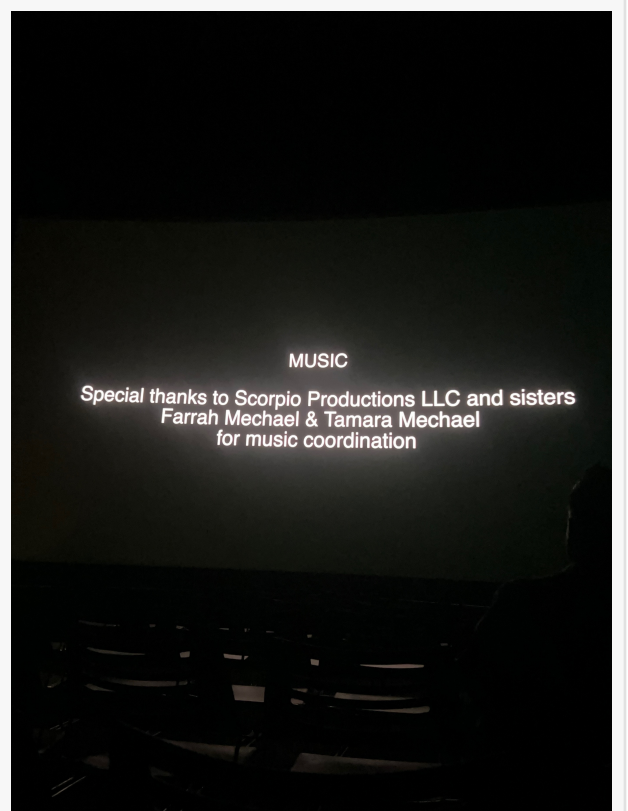 MUSIC
Special thanks to Scorpio Productions LLC and sisters
Farrah Mechael & Tamara Mechael
for music coordination